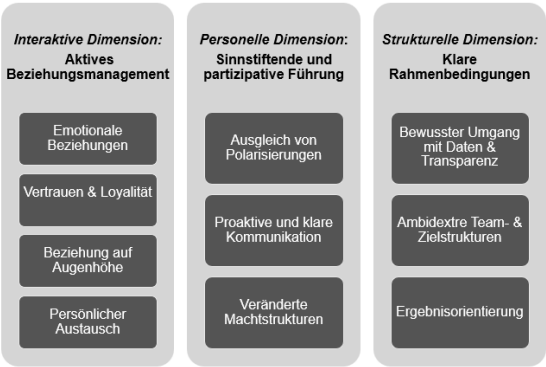 Interaktive Dimension:
Aktives
Beziehungsmanagement
Emotionale
Beziehungen
Vertrauen & Loyalität
Beziehung auf
Augenhöhe
Persönlicher
Austausch
Personelle Dimension:
Sinnstiftende und
partizipative Führung
Ausgleich von
Polarisierungen
Proaktive und klare
Kommunikation
Veränderte
Machtstrukturen
Strukturelle Dimension:
Klare
Rahmenbedingungen
Bewusster Umgang
mit Daten &
Transparenz
Ambidextre Team- &
Zielstrukturen
Ergebnisorientierung